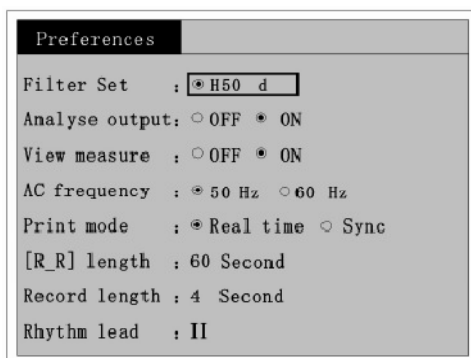 Preferences
Filter Set : H50 d
Analyse output: OFF ON
View measure : OFF ON
AC frequency : 50 Hz 60 Hz
Print mode : Real time Sync
[R_R] length : 60 Second
Record length : 4 Second
Rhythm lead : II